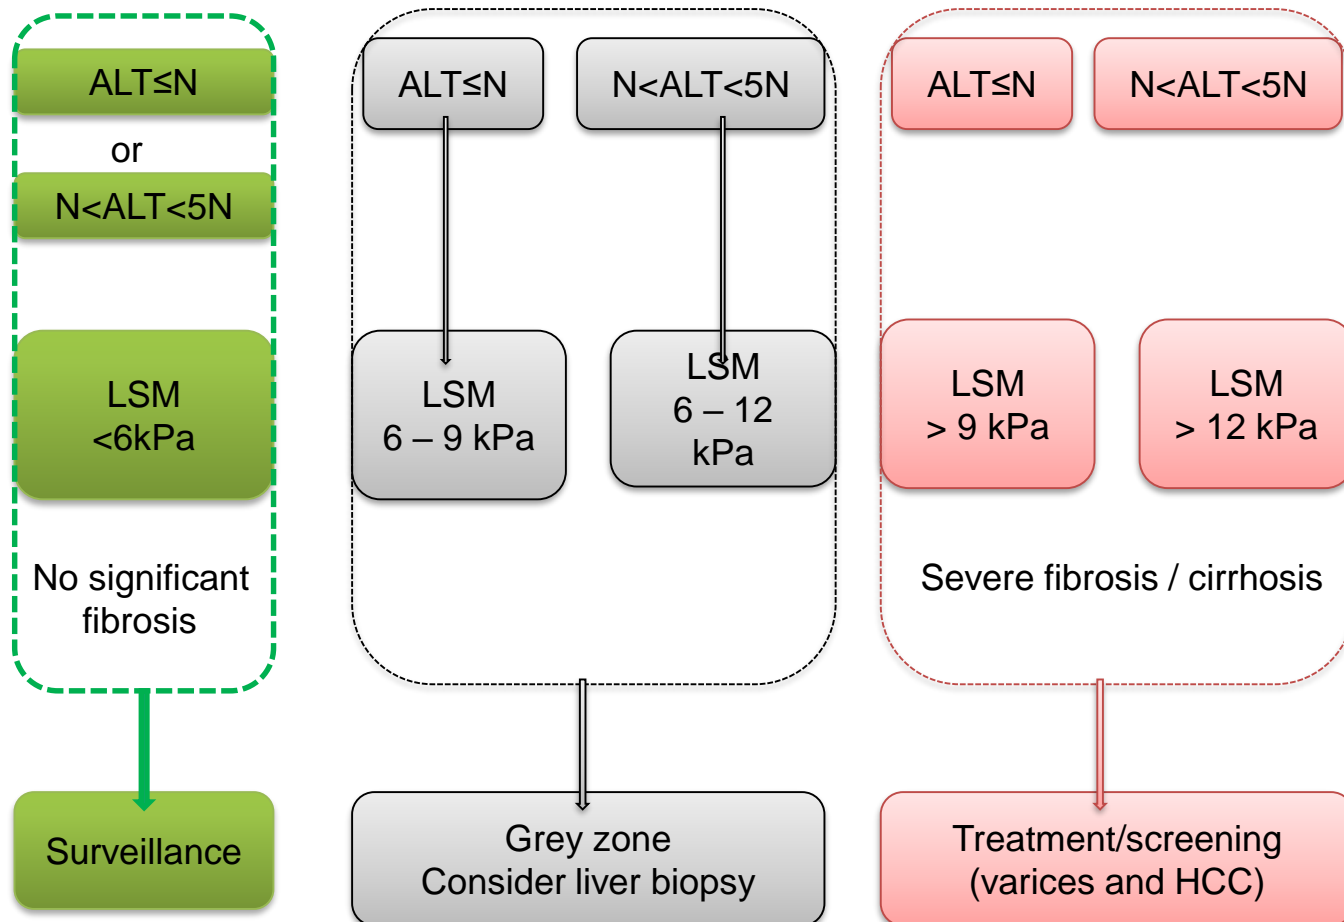 ALT≤N
or
N<ALT<5N
LSM
<6kPa
No significant
fibrosis
Surveillance
ALT≤N
N<ALT<5N
LSM
6 – 9 kPa
LSM
6 – 12
kPa
Grey zone
Consider liver biopsy
ALT≤N
N<ALT<5N
LSM
> 9 kPa
LSM
> 12 kPa
Severe fibrosis / cirrhosis
Treatment/screening
(varices and HCC)